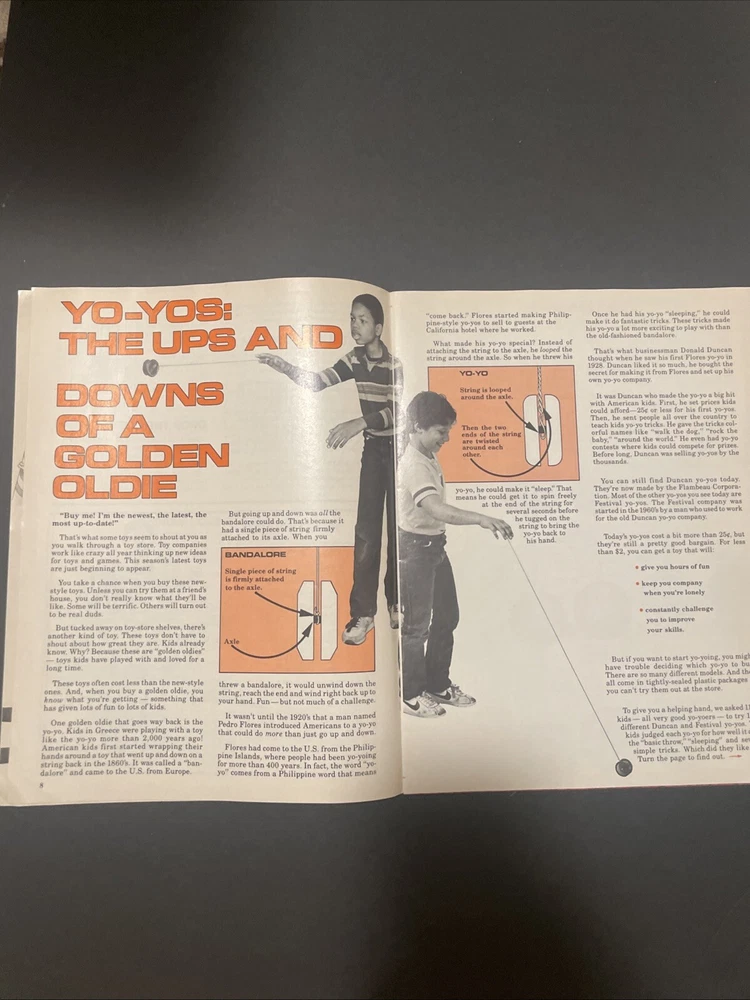 YO-YOS:
THE UPS AND
DOWNS
OF A
GOLDEN
OLDIE
"Buy me! I'm the newest, the latest, the
most up-to-date!"
That's what some toys seem to shout at you as
you walk through a toy store. Toy companies
work like crazy all year thinking up new ideas
for toys and games. This season's latest toys
are just beginning to appear.
You take a chance when you buy these new-
style toys. Unless you can try them at a friend's
house, you don't really know what they'll be
like. Some will be terrific. Others will turn out
to be real duds.
But tucked away on toy-store shelves, there's
another kind of toy. These toys don't have to
shout about how great they are. Kids already
know. Why? Because these are "golden oldies"
— toys kids have played with and loved for a
long time.
These toys often cost less than the new-style
ones. And, when you buy a golden oldie, you
know what you're getting — something that
has given lots of fun to lots of kids.
One golden oldie that goes way back is the
yo-yo. Kids in Greece were playing with a toy
like the yo-yo more than 2,000 years ago!
American kids first started wrapping their
hands around a toy that went up and down on a
string back in the 1860's. It was called a "ban-
dalore" and came to the U.S. from Europe.
8
But going up and down was all the
bandalore could do. That's because it
had a single piece of string firmly
attached to its axle. When you
BANDALORE
Single piece of string
is firmly attached
to the axle.
Axle
threw a bandalore, it would unwind down the
string, reach the end and wind right back up to
your hand. Fun — but not much of a challenge.
It wasn't until the 1920's that a man named
Pedro Flores introduced Americans to a yo-yo
that could do more than just go up and down.
Flores had come to the U.S. from the Philip-
pine Islands, where people had been yo-yoing
for more than 400 years. In fact, the word "yo-
yo" comes from a Philippine word that means
"come back." Flores started making Philip-
pine-style yo-yos to sell to guests at the
California hotel where he worked.
What made his yo-yo special? Instead of
attaching the string to the axle, he looped the
string around the axle. So when he threw his
YO-YO
String is looped
around the axle.
Then the two
ends of the string
are twisted
around each
other.
yo-yo, he could make it "sleep." That
means he could get it to spin freely
at the end of the string for
several seconds before
he tugged on
the string to bring the
yo-yo back to
his hand.
Once he had his yo-yo "sleeping," he could
make it do fantastic tricks. These tricks made
his yo-yo a lot more exciting to play with than
the old-fashioned bandalore.
That's what businessman Donald Duncan
thought when he saw his first Flores yo-yo in
1928. Duncan liked it so much, he bought the
secret for making it from Flores and set up his
own yo-yo company.
It was Duncan who made the yo-yo a big hit
with American kids. First, he set prices kids
could afford—25¢ or less for his first yo-yos.
Then, he sent people all over the country to
teach kids yo-yo tricks. He gave the tricks col-
orful names like "walk the dog," "rock the
baby," "around the world." He even had yo-yo
contests where kids could compete for prizes.
Before long, Duncan was selling yo-yos by the
thousands.
You can still find Duncan yo-yos today.
They're now made by the Flambeau Corpora-
tion. Most of the other yo-yos you see today are
Festival yo-yos. The Festival company was
started in the 1960's by a man who used to work
for the old Duncan yo-yo company.
Today's yo-yos cost a bit more than 25¢, but
they're still a pretty good bargain. For less
than $2, you can get a toy that will:
• give you hours of fun
• keep you company
when you're lonely
• constantly challenge
you to improve
your skills.
But if you want to start yo-yoing, you
have trouble deciding which yo-yo to
There are so many different models. And
all come in tightly-sealed plastic packages
you can't try them out at the store.
To give you a helping hand, we asked
kids — all very good yo-yoers — to try
different Duncan and Festival yo-yos.
kids judged each yo-yo for how well it
the "basic throw," "sleeping" and
simple tricks. Which did they like
Turn the page to find out. →